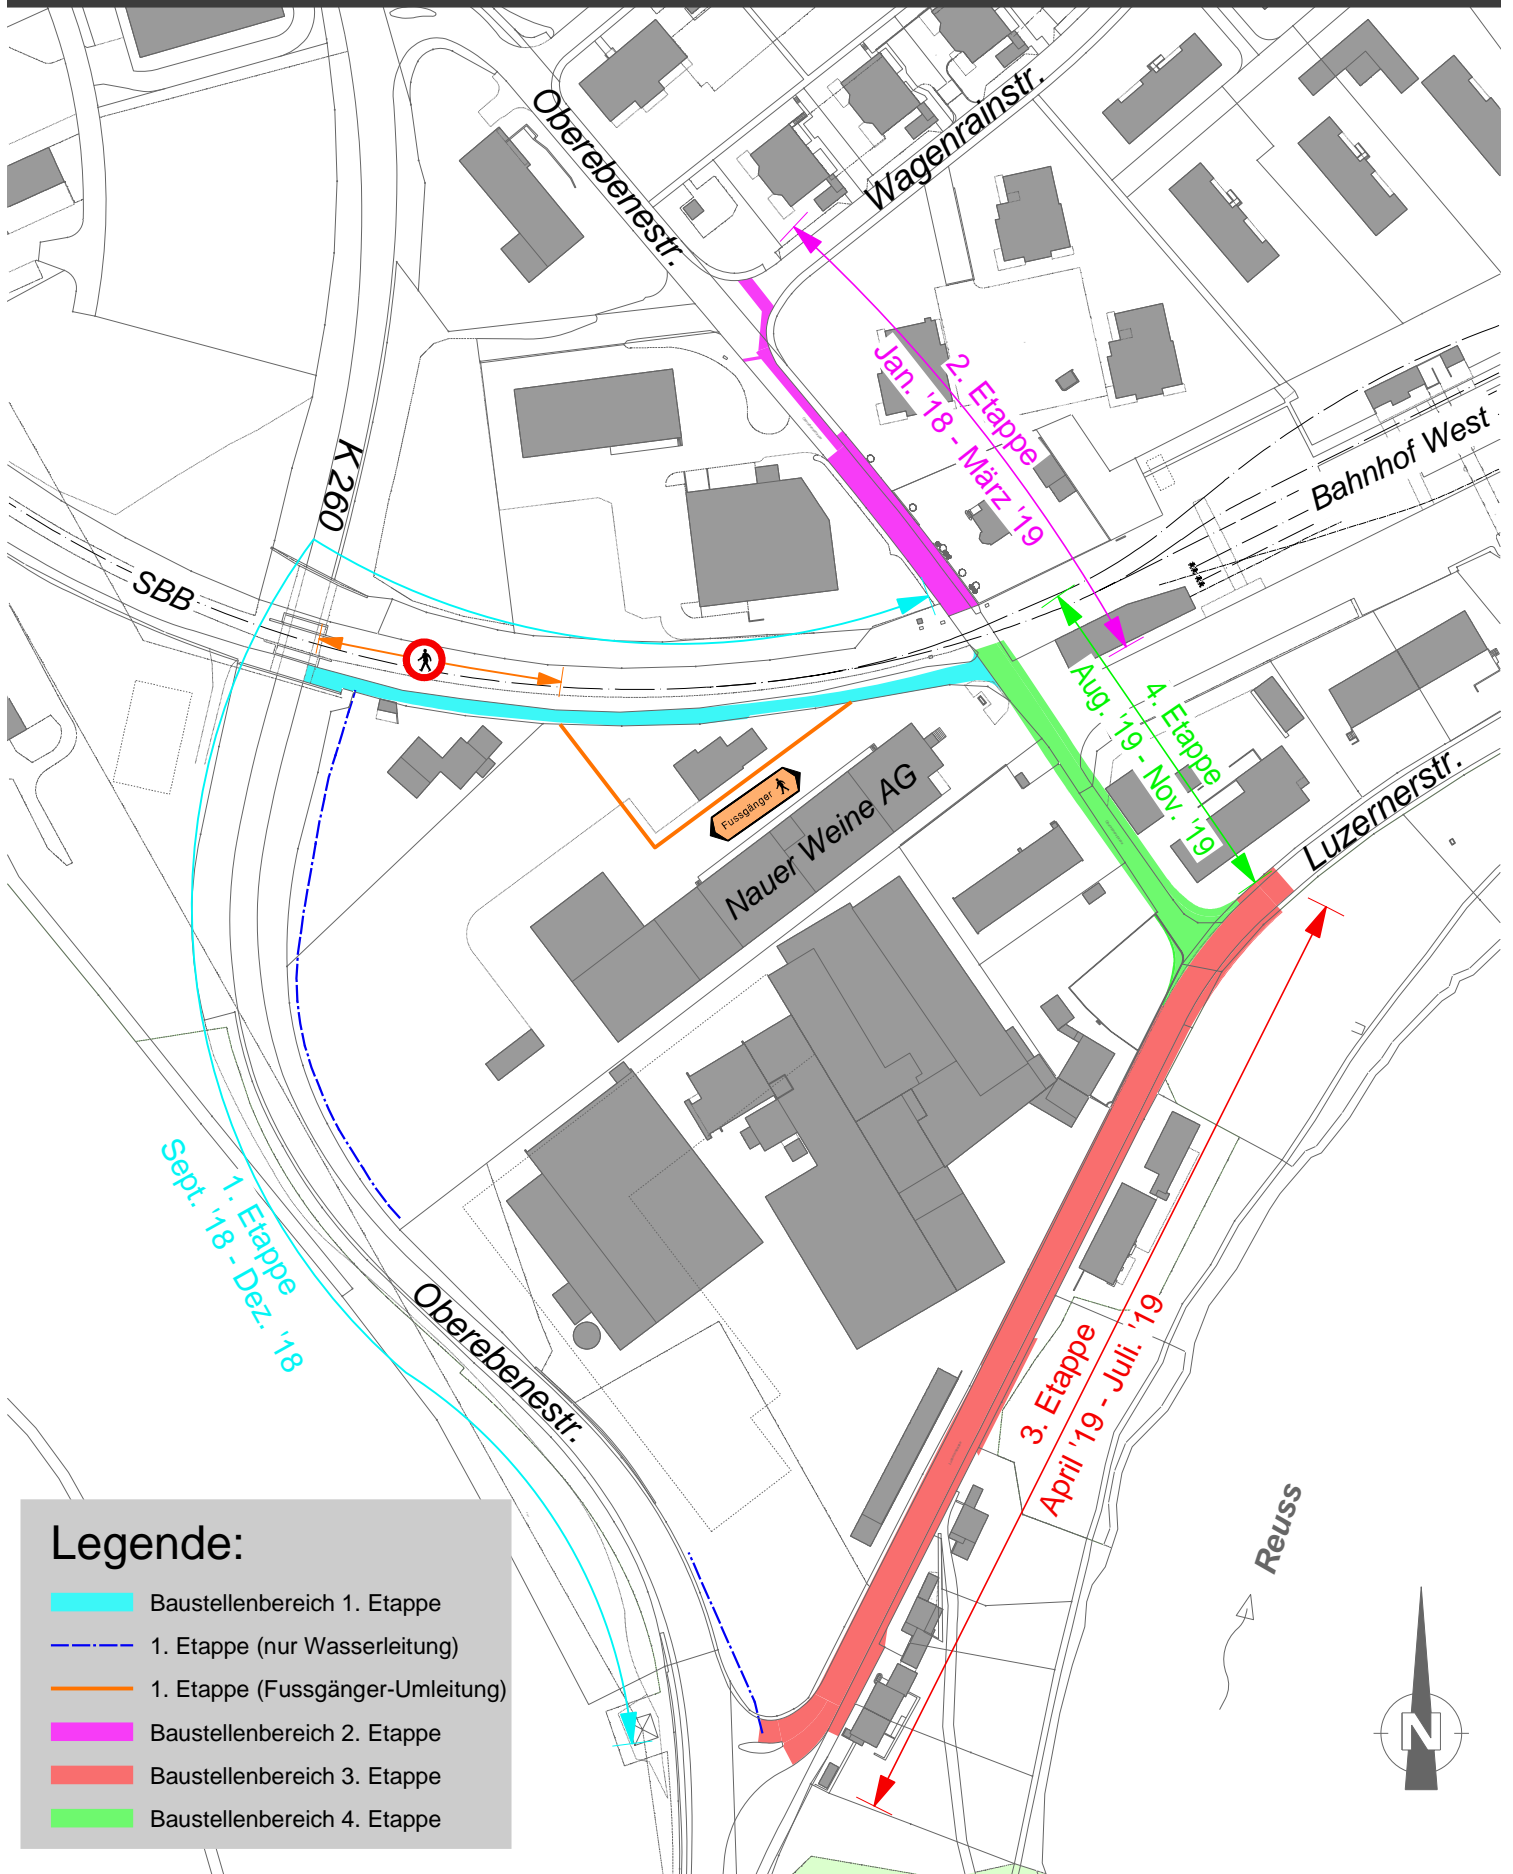 Oberebenestr.
Wagenrainstr.
2. Etappe
Jan. '18 - März '19
Bahnhof West
K 260
SBB
4. Etappe
Aug. '19 - Nov. '19
Luzernerstr.
Fussgänger
Nauer Weine AG
1. Etappe
Sept. '18 - Dez. '18
Oberebenestr.
3. Etappe
April '19 - Juli. '19
Reuss
N
Legende:
Baustellenbereich 1. Etappe
1. Etappe (nur Wasserleitung)
1. Etappe (Fussgänger-Umleitung)
Baustellenbereich 2. Etappe
Baustellenbereich 3. Etappe
Baustellenbereich 4. Etappe